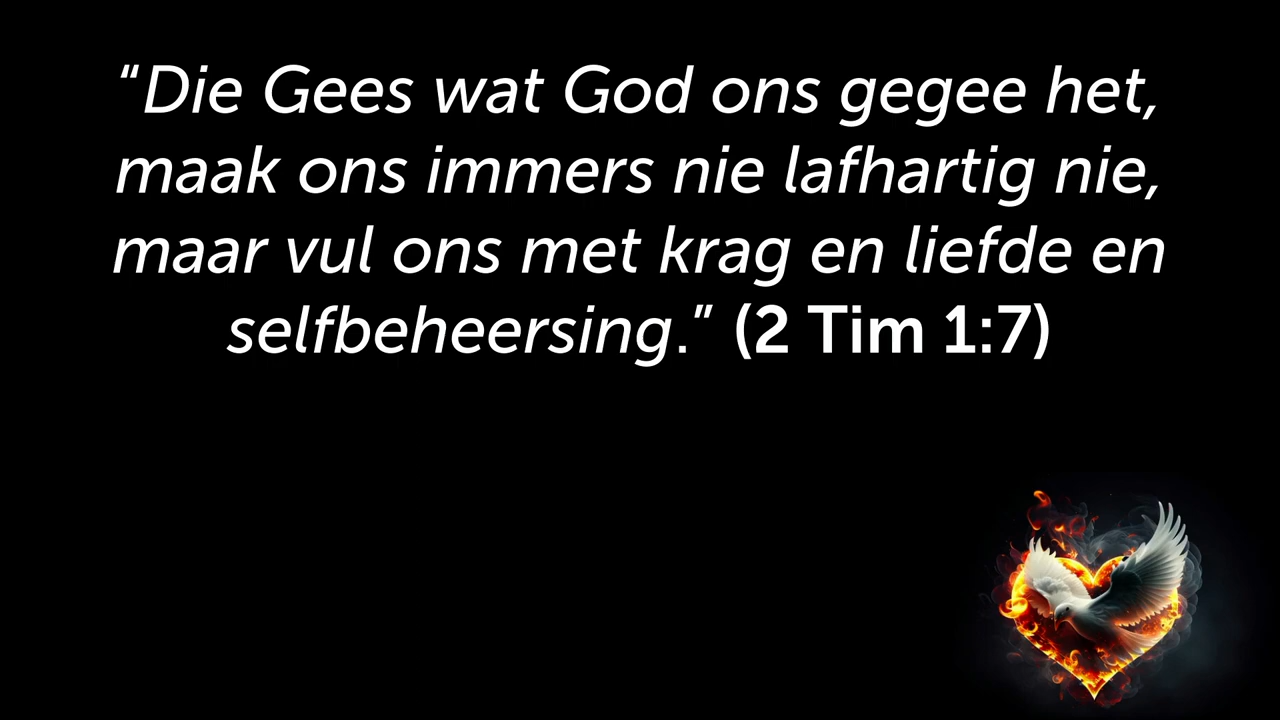 “Die Gees wat God ons gegee het,
maak ons immers nie lafhartig nie,
maar vul ons met krag en liefde en
selfbeheersing.” (2 Tim 1:7)